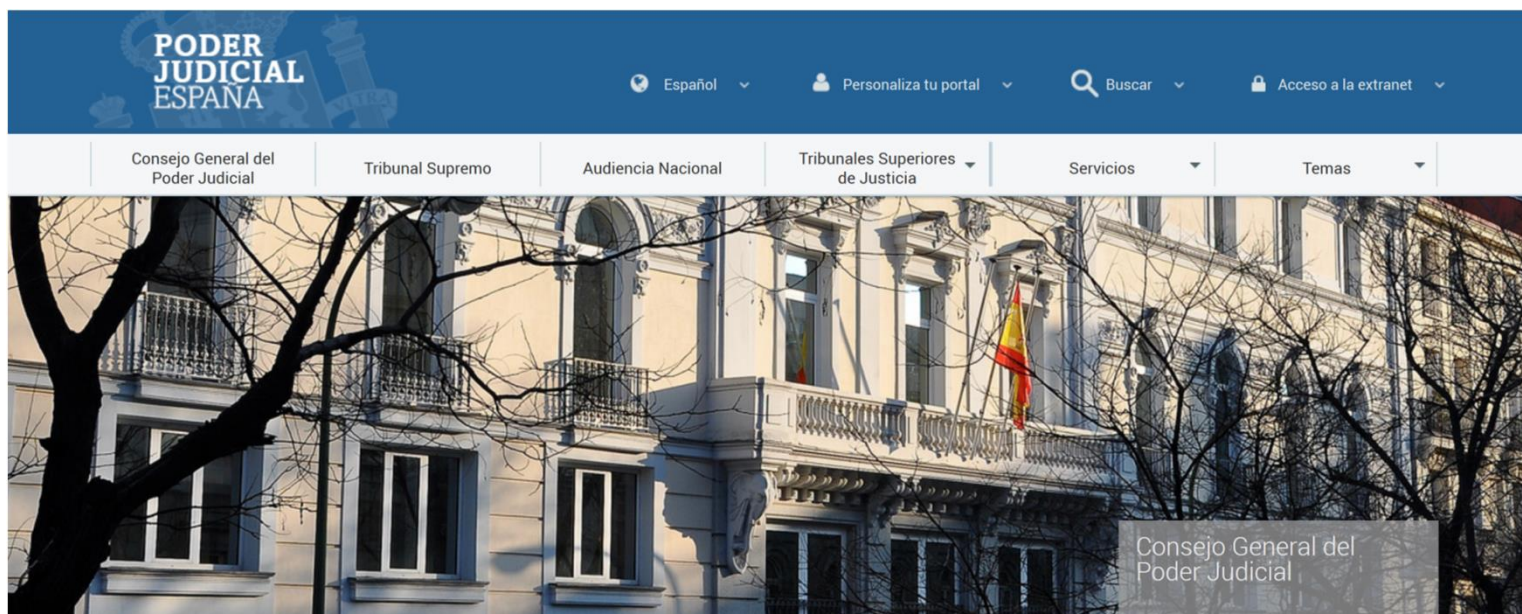 PODER
JUDICIAL
ESPAÑA
Español
Personaliza tu portal
Buscar
Acceso a la extranet
Consejo General del
Poder Judicial
Tribunal Supremo
Audiencia Nacional
Tribunales Superiores
de Justicia
Servicios
Temas
Consejo General del
Poder Judicial